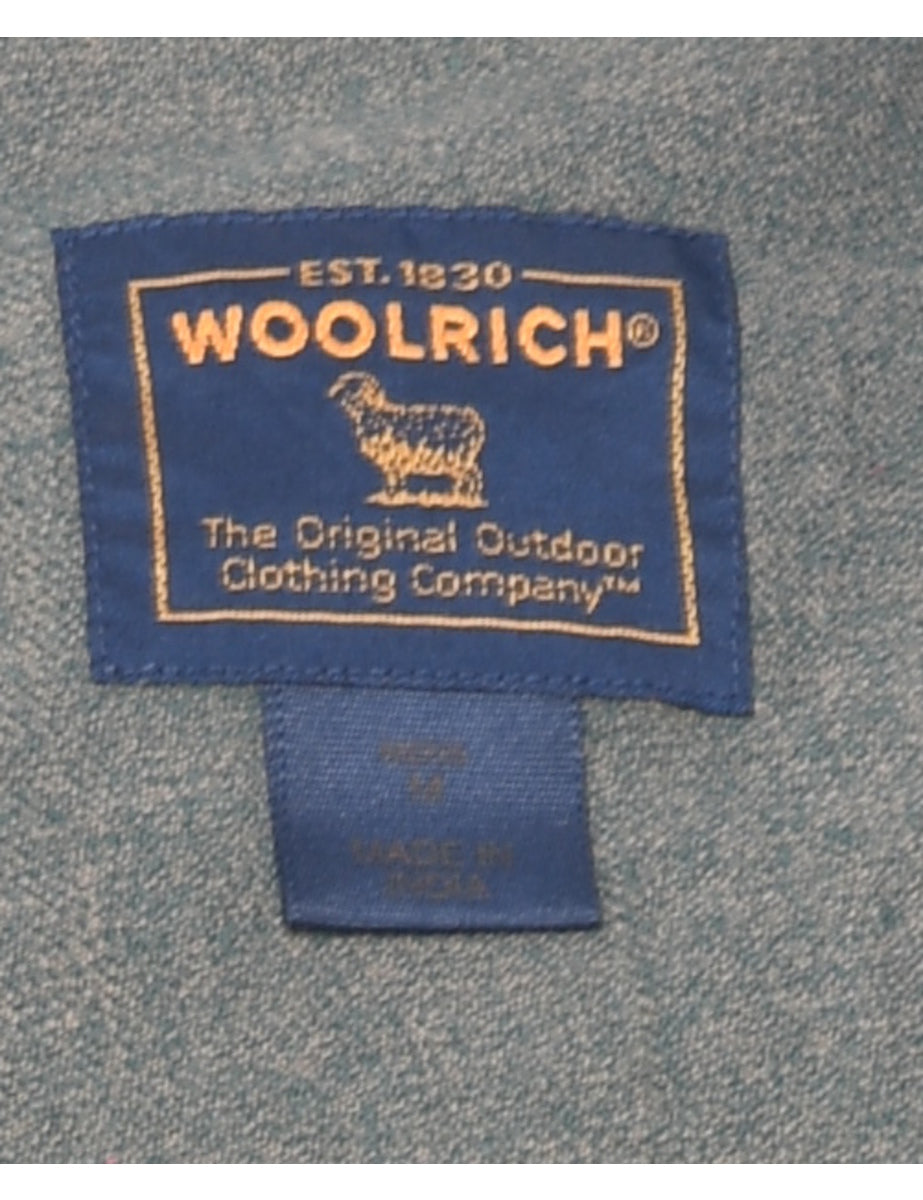 EST. 1830
WOOLRICH®
The Original Outdoor
Clothing Company™
M
MADE IN
INDIA